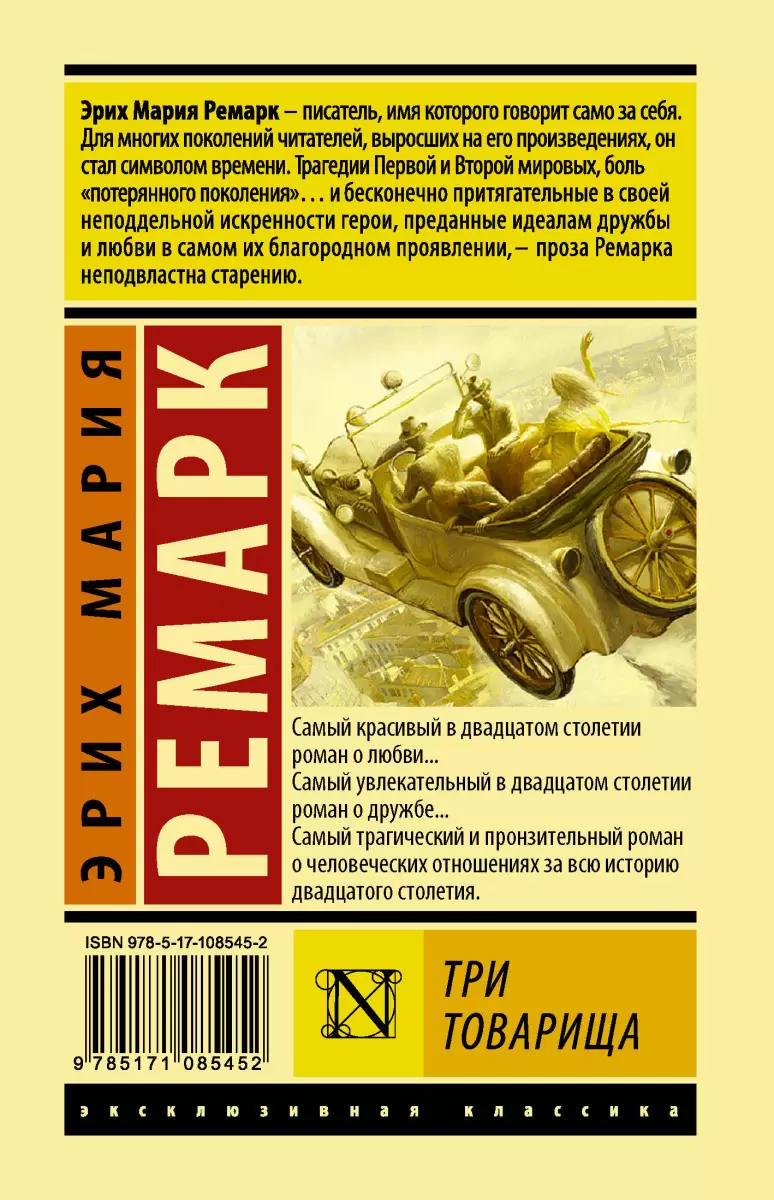 Эрих Мария Ремарк – писатель, имя которого говорит само за себя.
Для многих поколений читателей, выросших на его произведениях, он
стал символом времени. Трагедии Первой и Второй мировых, боль
«потерянного поколения»… и бесконечно притягательные в своей
неподдельной искренности герои, преданные идеалам дружбы
и любви в самом их благородном проявлении, – проза Ремарка
неподвластна старению.
ЭРИХ МАРИЯ
РЕМАРК
Самый красивый в двадцатом столетии
роман о любви...
Самый увлекательный в двадцатом столетии
роман о дружбе...
Самый трагический и пронзительный роман
о человеческих отношениях за всю историю
двадцатого столетия.
ISBN 978-5-17-108545-2
9 785171 085452
N
ТРИ
ТОВАРИЩА
эксклюзивная классика